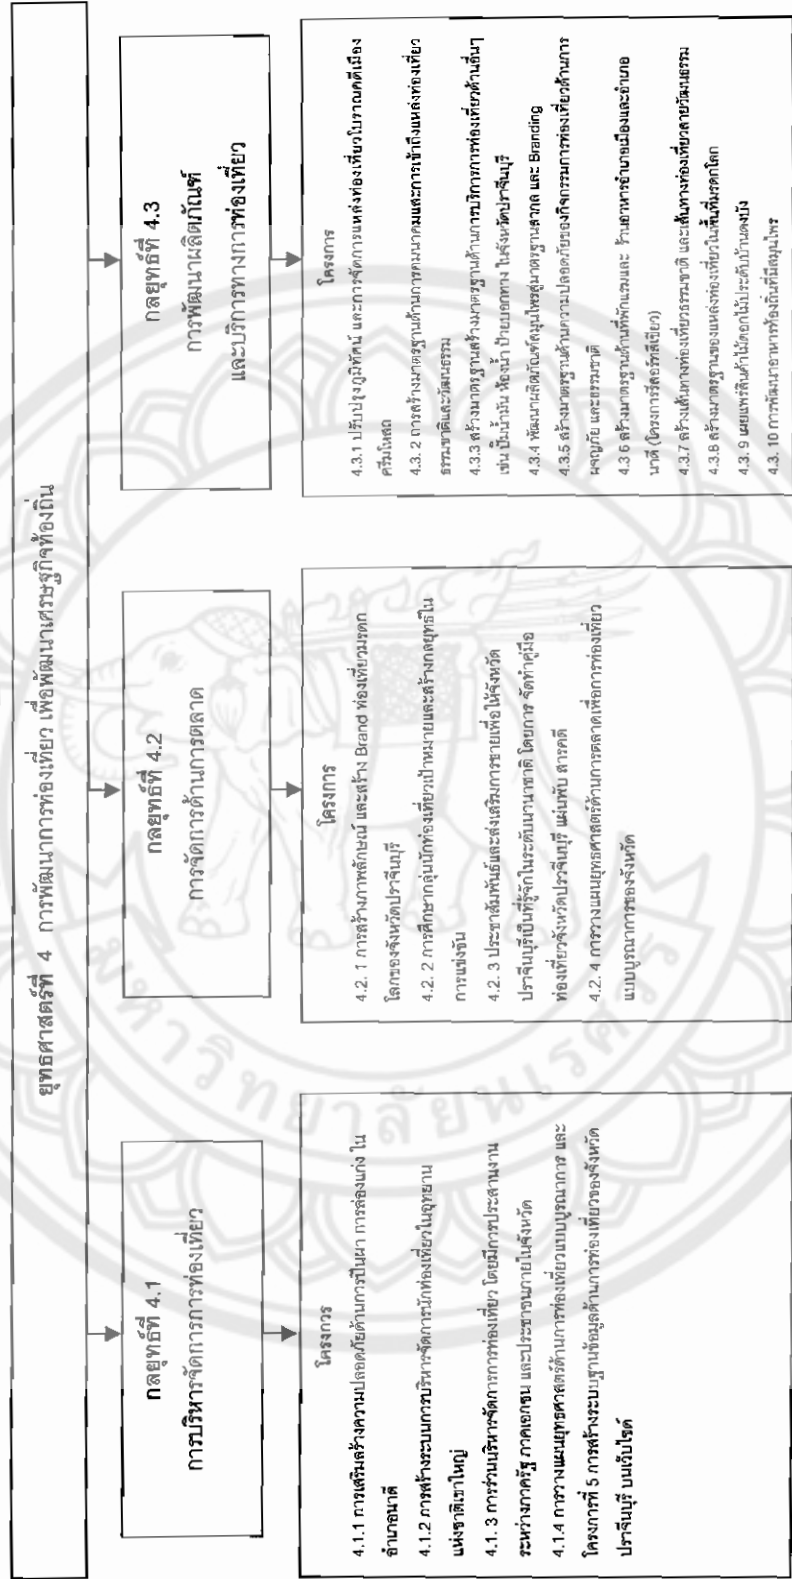 ยุทธศาสตร์ที่ 4 การพัฒนาการท่องเที่ยว เพื่อพัฒนาเศรษฐกิจท้องถิ่น
กลยุทธ์ที่ 4.1
การบริหารจัดการการท่องเที่ยว
โครงการ
4.1.1 การเสริมสร้างความปลอดภัยด้านการปีนผา การล่องแก่ง ใน
อำเภอนาดี
4.1.2 การสร้างระบบการบริหารจัดการนักท่องเที่ยวในอุทยาน
แห่งชาติเขาใหญ่
4.1. 3 การร่วมบริหารจัดการการท่องเที่ยว โดยมีการประสานงาน
ระหว่างภาครัฐ ภาคเอกชน และประชาชนภายในจังหวัด
4.1.4 การวางแผนยุทธศาสตร์ด้านการท่องเที่ยวแบบบูรณาการ และ
โครงการที่ 5 การสร้างระบบฐานข้อมูลด้านการท่องเที่ยวของจังหวัด
ปราจีนบุรี บนเว็บไซต์
กลยุทธ์ที่ 4.2
การจัดการด้านการตลาด
โครงการ
4.2. 1 การสร้างภาพลักษณ์ และสร้าง Brand ท่องเที่ยวมรดก
โลกของจังหวัดปราจีนบุรี
4.2. 2 การศึกษากลุ่มนักท่องเที่ยวเป้าหมายและสร้างกลยุทธ์ใน
การแข่งขัน
4.2. 3 ประชาสัมพันธ์และส่งเสริมการขายเพื่อให้จังหวัด
ปราจีนบุรีเป็นที่รู้จักในระดับนานาชาติ โดยการ จัดทำคู่มือ
ท่องเที่ยวจังหวัดปราจีนบุรี แผ่นพับ สารคดี
4.2. 4 การวางแผนยุทธศาสตร์ด้านการตลาดเพื่อการท่องเที่ยว
แบบบูรณาการของจังหวัด
กลยุทธ์ที่ 4.3
การพัฒนาผลิตภัณฑ์
และบริการทางการท่องเที่ยว
โครงการ
4.3.1 ปรับปรุงภูมิทัศน์ และการจัดการแหล่งท่องเที่ยวโบราณคดีเมือง
ศรีมโหสถ
4.3. 2 การสร้างมาตรฐานด้านการคมนาคมและการเข้าถึงแหล่งท่องเที่ยว
ธรรมชาติและวัฒนธรรม
4.3.3 สร้างมาตรฐานสร้างมาตรฐานด้านการบริการการท่องเที่ยวด้านอื่นๆ
เช่น ปั๊มน้ำมัน ห้องน้ำ ป้ายบอกทาง ในจังหวัดปราจีนบุรี
4.3.4 พัฒนาผลิตภัณฑ์สมุนไพรสู่มาตรฐานสากล และ Branding
4.3.5 สร้างมาตรฐานด้านความปลอดภัยของกิจกรรมการท่องเที่ยวด้านการ
ผจญภัย และธรรมชาติ
4.3 6 สร้างมาตรฐานด้านที่พักแรมและ ร้านอาหารอำเภอเมืองและอำเภอ
นาดี (โครงการรีสอร์ทสีเขียว)
4.3.7 สร้างเส้นทางท่องเที่ยวธรรมชาติ และเส้นทางท่องเที่ยวสายวัฒนธรรม
4.3.8 สร้างมาตรฐานของแหล่งท่องเที่ยวในพื้นที่มรดกโลก
4.3. 9 เผยแพร่สินค้าไม้ดอกไม้ประดับบ้านดงบัง
4.3. 10 การพัฒนาอาหารท้องถิ่นที่มีสมุนไพร
มหาวิทยาลัยนเรศวร